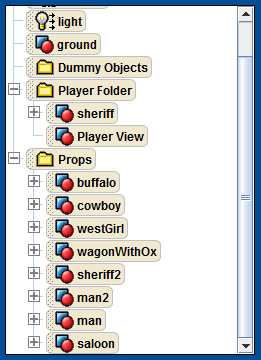 light
ground
Dummy Objects
Player Folder
sheriff
Player View
Props
buffalo
cowboy
westGirl
wagonWithOx
sheriff2
man2
man
saloon